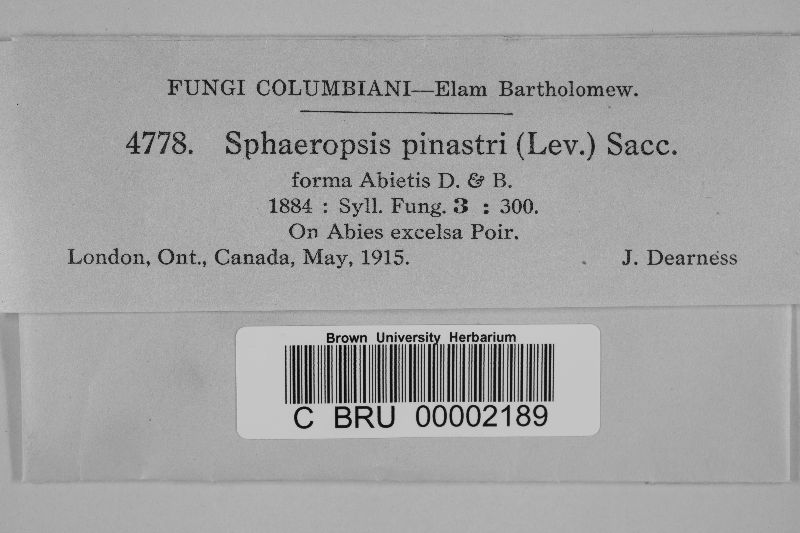 FUNGI COLUMBIANI—Elam Bartholomew.
4778. Sphaeropsis pinastri (Lev.) Sacc.
forma Abietis D. & B.
1884 : Syll. Fung. 3 : 300.
On Abies excelsa Poir.
London, Ont., Canada, May, 1915. J. Dearness
Brown University Herbarium
C BRU 00002189